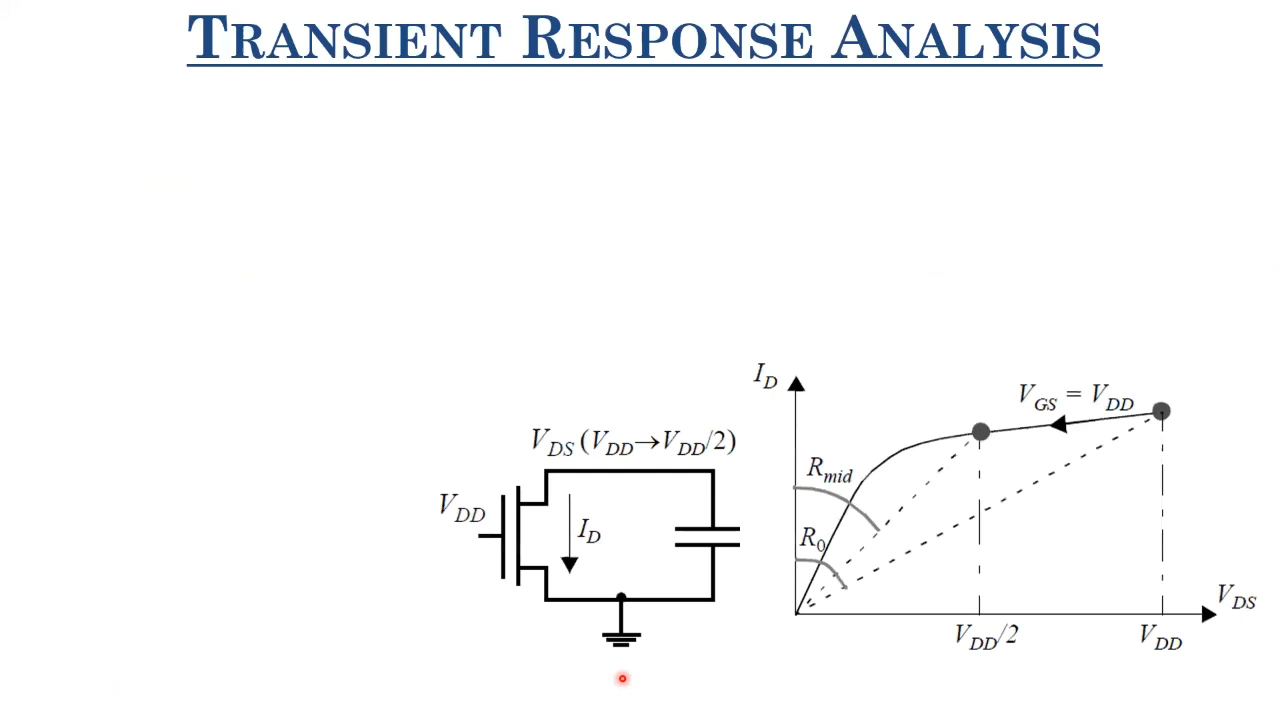 TRANSIENT RESPONSE ANALYSIS
I_D
V_GS = V_DD
V_DS (V_DD→V_DD/2)
R_mid
V_DD
I_D
R_0
V_DS
V_DD/2
V_DD